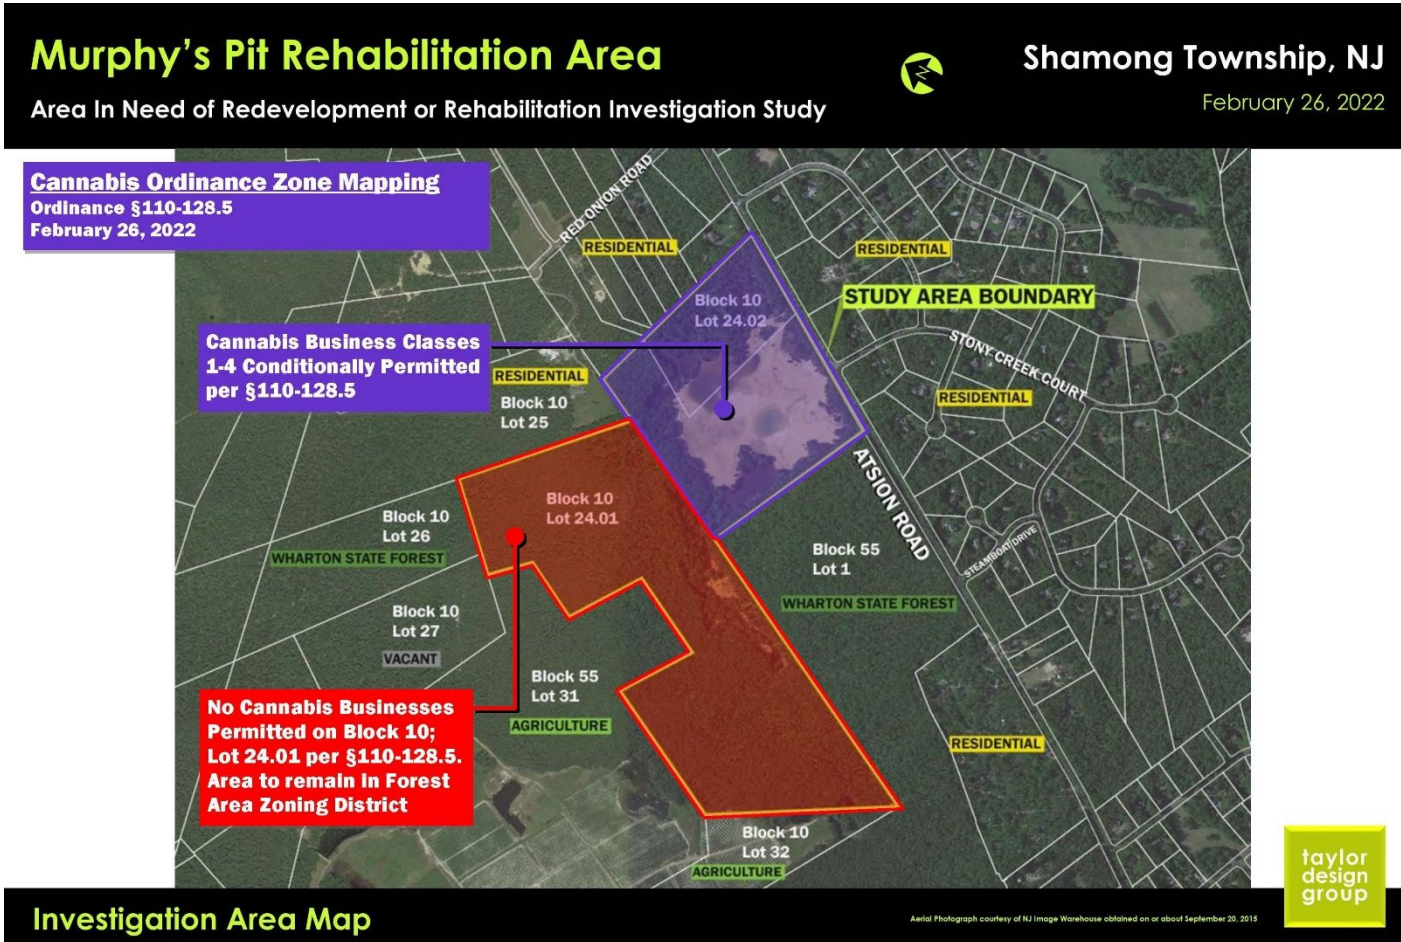 Murphy's Pit Rehabilitation Area
Area In Need of Redevelopment or Rehabilitation Investigation Study
Shamong Township, NJ
February 26, 2022
Cannabis Ordinance Zone Mapping
Ordinance §110-128.5
February 26, 2022
RED ONION ROAD
RESIDENTIAL
RESIDENTIAL
Block 10
Lot 24.02
STUDY AREA BOUNDARY
Cannabis Business Classes
1-4 Conditionally Permitted
per §110-128.5
STONY CREEK COURT
RESIDENTIAL
Block 10
Lot 25
RESIDENTIAL
ATSION ROAD
Block 10
Lot 24.01
Block 10
Lot 26
WHARTON STATE FOREST
Block 55
Lot 1
WHARTON STATE FOREST
STEAMBOAT DRIVE
Block 10
Lot 27
VACANT
Block 55
Lot 31
AGRICULTURE
No Cannabis Businesses
Permitted on Block 10;
Lot 24.01 per §110-128.5.
Area to remain in Forest
Area Zoning District
RESIDENTIAL
Block 10
Lot 32
AGRICULTURE
taylor
design
group
Investigation Area Map
Aerial Photograph courtesy of NJ Image Warehouse obtained on or about September 20, 2015